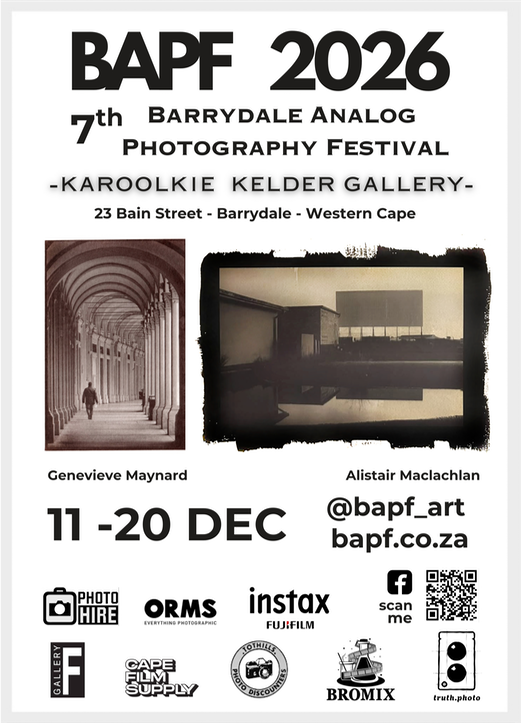 BAPF 2026
7th BARRYDALE ANALOG
PHOTOGRAPHY FESTIVAL
-KAROOLKIE KELDER GALLERY-
23 Bain Street - Barrydale - Western Cape
Genevieve Maynard
Alistair Maclachlan
11 -20 DEC
@bapf_art
bapf.co.za
PHOTO
HIRE
ORMS
EVERYTHING PHOTOGRAPHIC
instax
FUJIFILM
scan
me
GALLERY F
CAPE
FILM
SUPPLY
TOTHILLS
PHOTO DISCOUNTERS
BROMIX
truth.photo